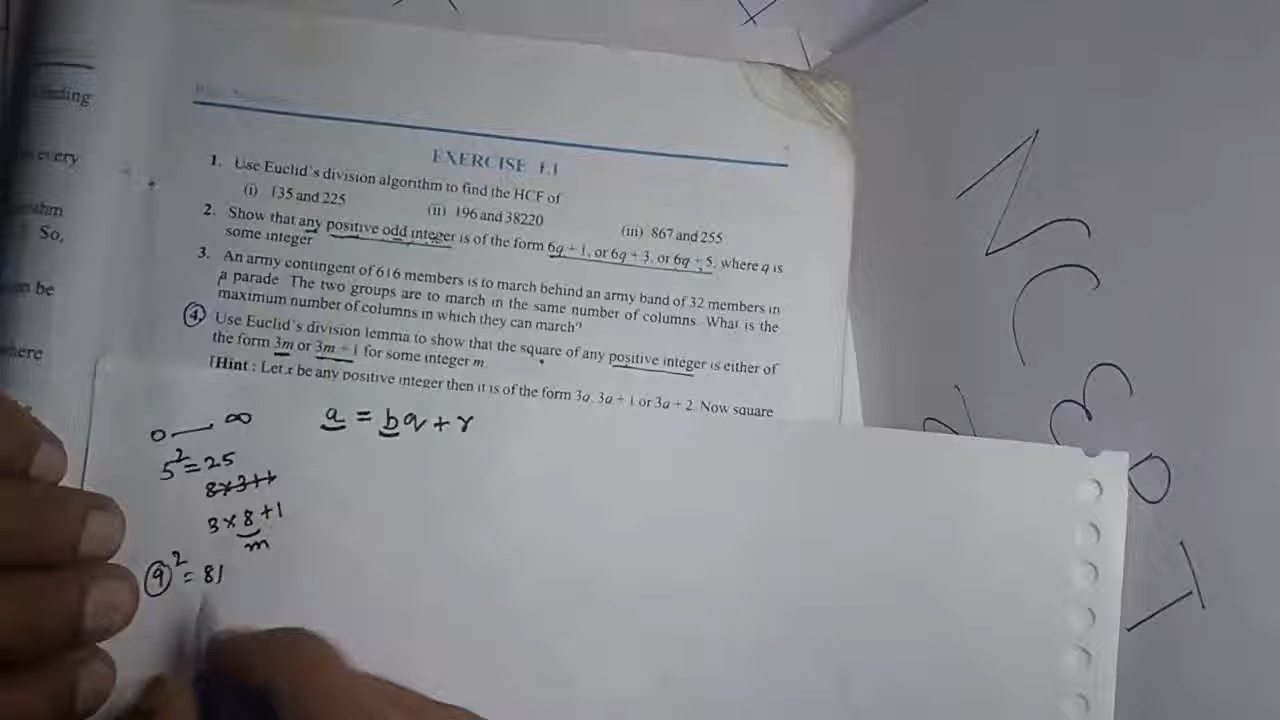 EXERCISE 1.1
1. Use Euclid's division algorithm to find the HCF of
(i) 135 and 225 (ii) 196 and 38220 (iii) 867 and 255
2. Show that any positive odd integer is of the form 6q + 1, or 6q + 3, or 6q + 5, where q is
some integer
3. An army contingent of 616 members is to march behind an army band of 32 members in
a parade. The two groups are to march in the same number of columns. What is the
maximum number of columns in which they can march?
4. Use Euclid's division lemma to show that the square of any positive integer is either of
the form 3m or 3m + 1 for some integer m.
[Hint : Let x be any positive integer then it is of the form 3q, 3q + 1 or 3q + 2. Now square
every
So,
0 — ∞
a = bq + r
5² = 25
8×3+1
3 × 8 + 1
m
9² = 81
N
C
E
R
T